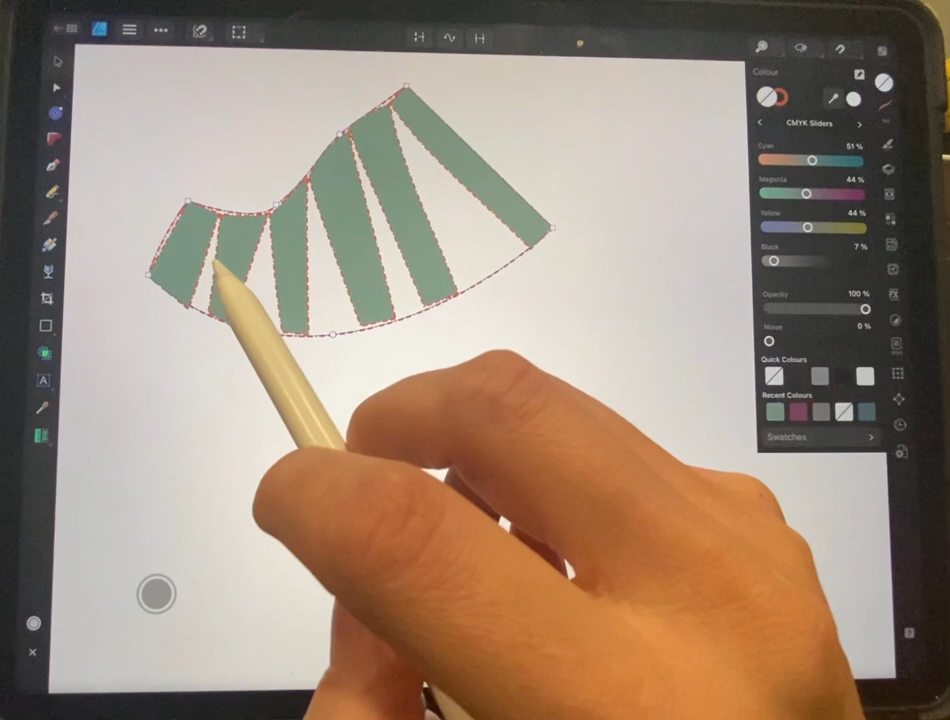 Colour
CMYK Sliders
Cyan 51 %
Magenta 44 %
Yellow 44 %
Black 7 %
Opacity 100 %
Noise 0 %
Quick Colours
Recent Colours
Swatches
A
FX
?